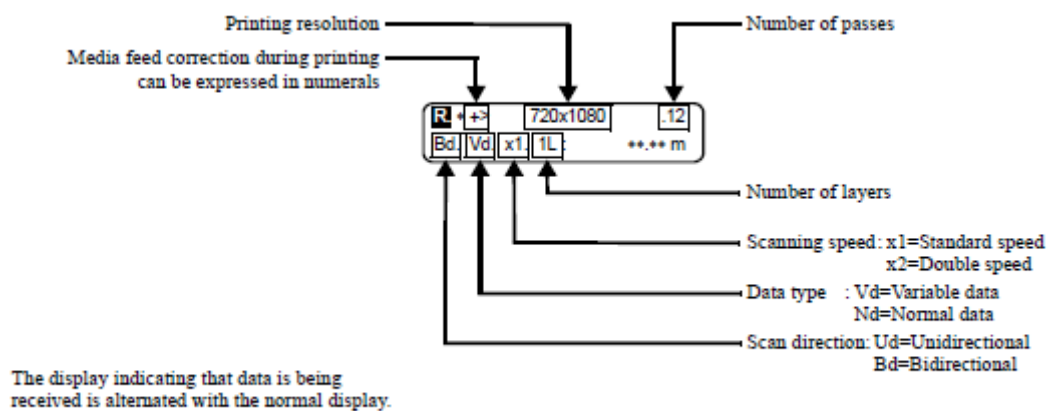 Printing resolution
Number of passes
Media feed correction during printing
can be expressed in numerals
R * +> 720x1080 .12
Bd. Vd. x1. 1L : **.** m
Number of layers
Scanning speed: x1=Standard speed
x2=Double speed
Data type : Vd=Variable data
Nd=Normal data
Scan direction: Ud=Unidirectional
Bd=Bidirectional
The display indicating that data is being
received is alternated with the normal display.